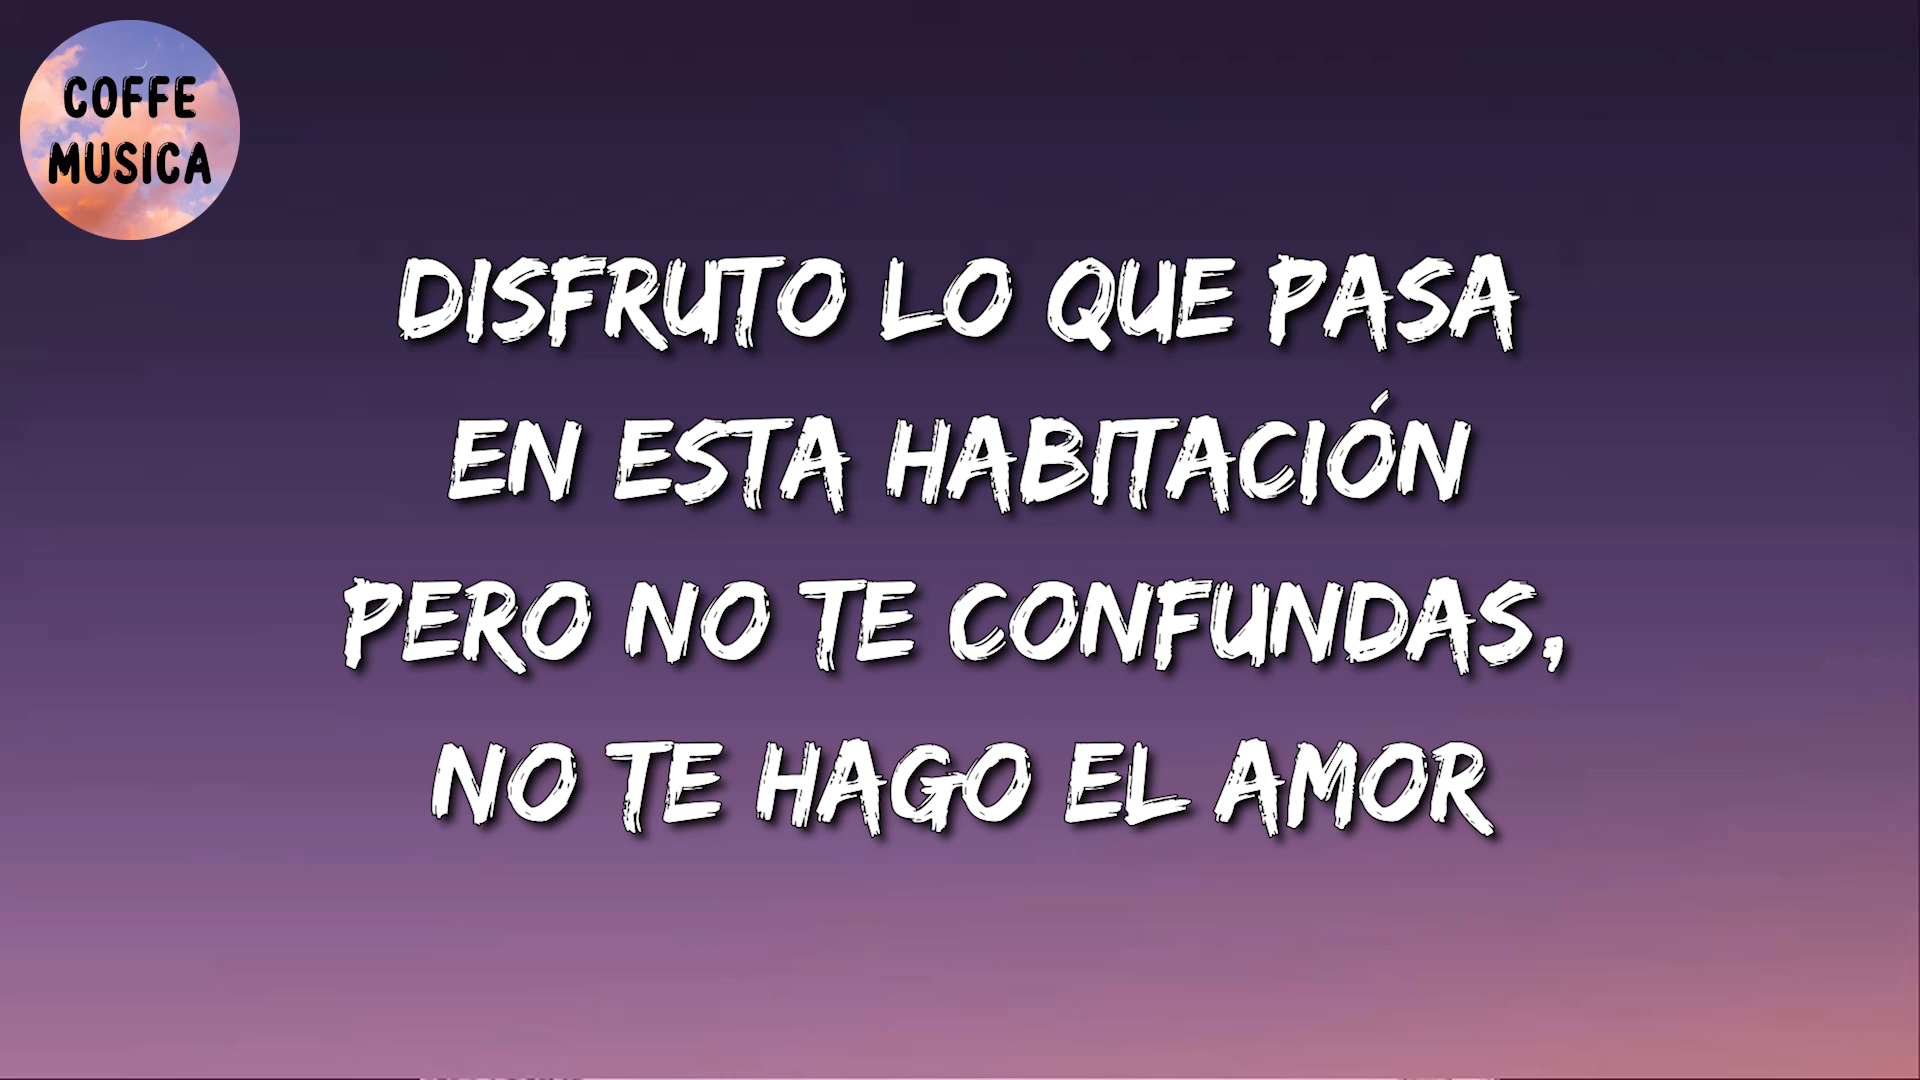 COFFE
MUSICA
DISFRUTO LO QUE PASA
EN ESTA HABITACIÓN
PERO NO TE CONFUNDAS,
NO TE HAGO EL AMOR